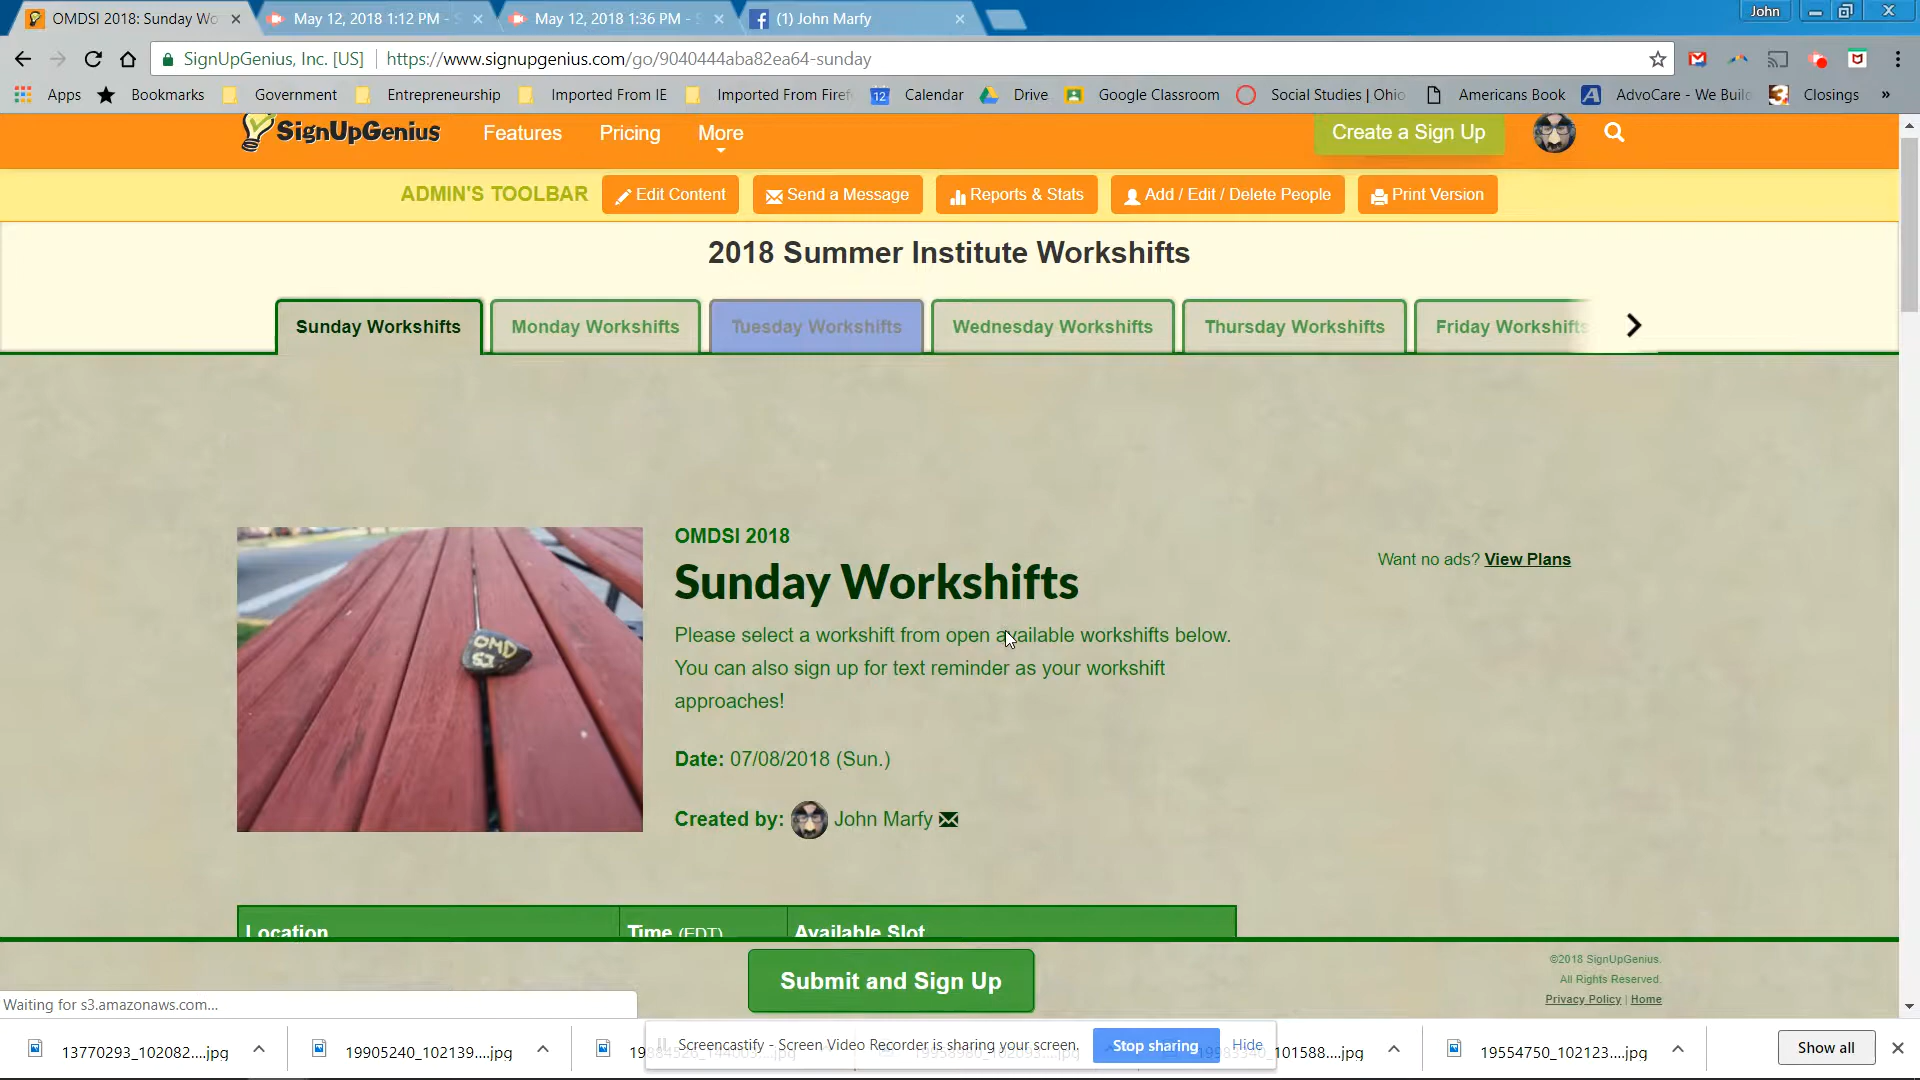 OMDSI 2018: Sunday Wo
May 12, 2018 1:12 PM - S
May 12, 2018 1:36 PM - S
(1) John Marfy
John
SignUpGenius, Inc. [US]
https://www.signupgenius.com/go/9040444aba82ea64-sunday
Apps
Bookmarks
Government
Entrepreneurship
Imported From IE
Imported From Firef
12
Calendar
Drive
Google Classroom
Social Studies | Ohio
Americans Book
AdvoCare - We Buil
Closings
»
SignUpGenius
Features
Pricing
More
Create a Sign Up
ADMIN'S TOOLBAR
Edit Content
Send a Message
Reports & Stats
Add / Edit / Delete People
Print Version
2018 Summer Institute Workshifts
Sunday Workshifts
Monday Workshifts
Tuesday Workshifts
Wednesday Workshifts
Thursday Workshifts
Friday Workshifts
OMD
SI
OMDSI 2018
Sunday Workshifts
Please select a workshift from open available workshifts below.
You can also sign up for text reminder as your workshift
approaches!
Date: 07/08/2018 (Sun.)
Created by: John Marfy
Want no ads? View Plans
Location
Time (EDT)
Available Slot
Submit and Sign Up
©2018 SignUpGenius.
All Rights Reserved.
Privacy Policy | Home
Waiting for s3.amazonaws.com...
13770293_102082....jpg
19905240_102139....jpg
Screencastify - Screen Video Recorder is sharing your screen.
Stop sharing
Hide
101588....jpg
19554750_102123....jpg
Show all